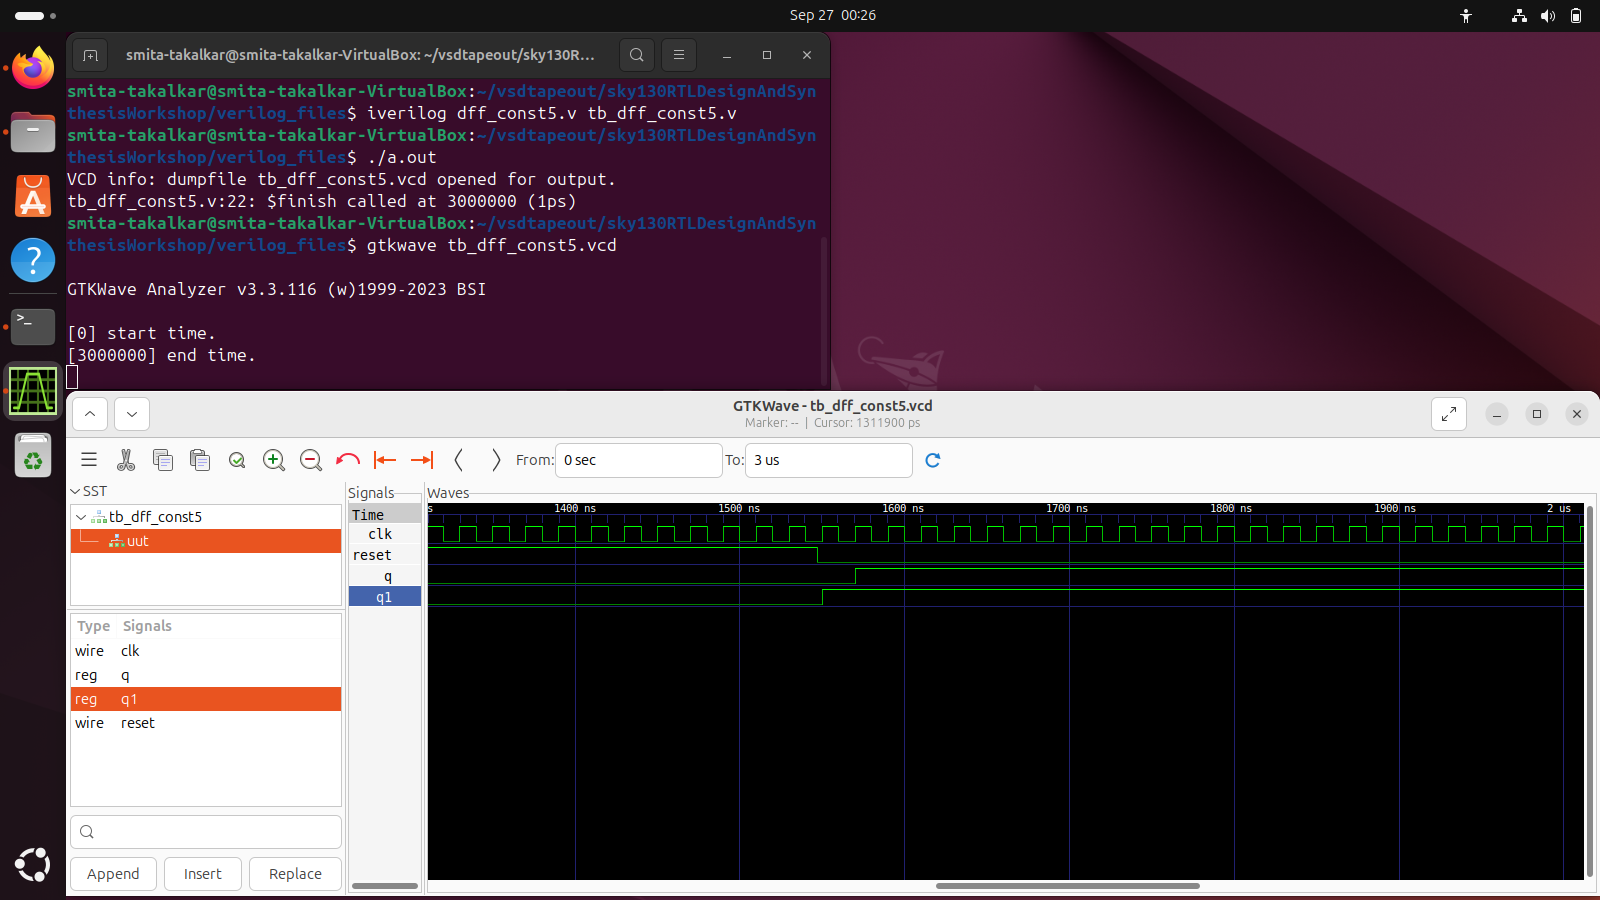 Sep 27 00:26
smita-takalkar@smita-takalkar-VirtualBox: ~/vsdtapeout/sky130R...
smita-takalkar@smita-takalkar-VirtualBox:~/vsdtapeout/sky130RTLDesignAndSyn
thesisWorkshop/verilog_files$ iverilog dff_const5.v tb_dff_const5.v
smita-takalkar@smita-takalkar-VirtualBox:~/vsdtapeout/sky130RTLDesignAndSyn
thesisWorkshop/verilog_files$ ./a.out
VCD info: dumpfile tb_dff_const5.vcd opened for output.
tb_dff_const5.v:22: $finish called at 3000000 (1ps)
smita-takalkar@smita-takalkar-VirtualBox:~/vsdtapeout/sky130RTLDesignAndSyn
thesisWorkshop/verilog_files$ gtkwave tb_dff_const5.vcd
GTKWave Analyzer v3.3.116 (w)1999-2023 BSI
[0] start time.
[3000000] end time.
GTKWave - tb_dff_const5.vcd
Marker: -- | Cursor: 1311900 ps
From: 0 sec To: 3 us
SST
tb_dff_const5
uut
Type Signals
wire clk
reg q
reg q1
wire reset
Append Insert Replace
Signals
Time
clk
reset
q
q1
Waves
s 1400 ns 1500 ns 1600 ns 1700 ns 1800 ns 1900 ns 2 us